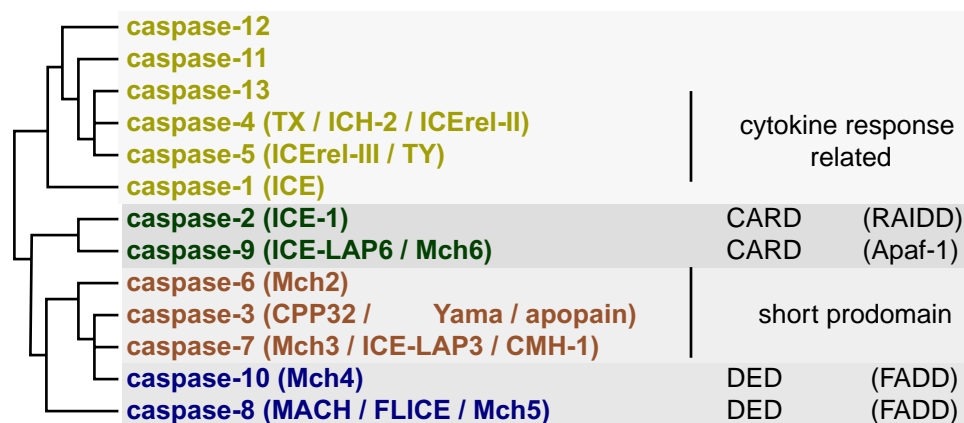 caspase-12
caspase-11
caspase-13
caspase-4 (TX / ICH-2 / ICErel-II)
caspase-5 (ICErel-III / TY)
caspase-1 (ICE)
cytokine response
related
caspase-2 (ICE-1) CARD (RAIDD)
caspase-9 (ICE-LAP6 / Mch6) CARD (Apaf-1)
caspase-6 (Mch2)
caspase-3 (CPP32 / Yama / apopain)
caspase-7 (Mch3 / ICE-LAP3 / CMH-1)
short prodomain
caspase-10 (Mch4) DED (FADD)
caspase-8 (MACH / FLICE / Mch5) DED (FADD)